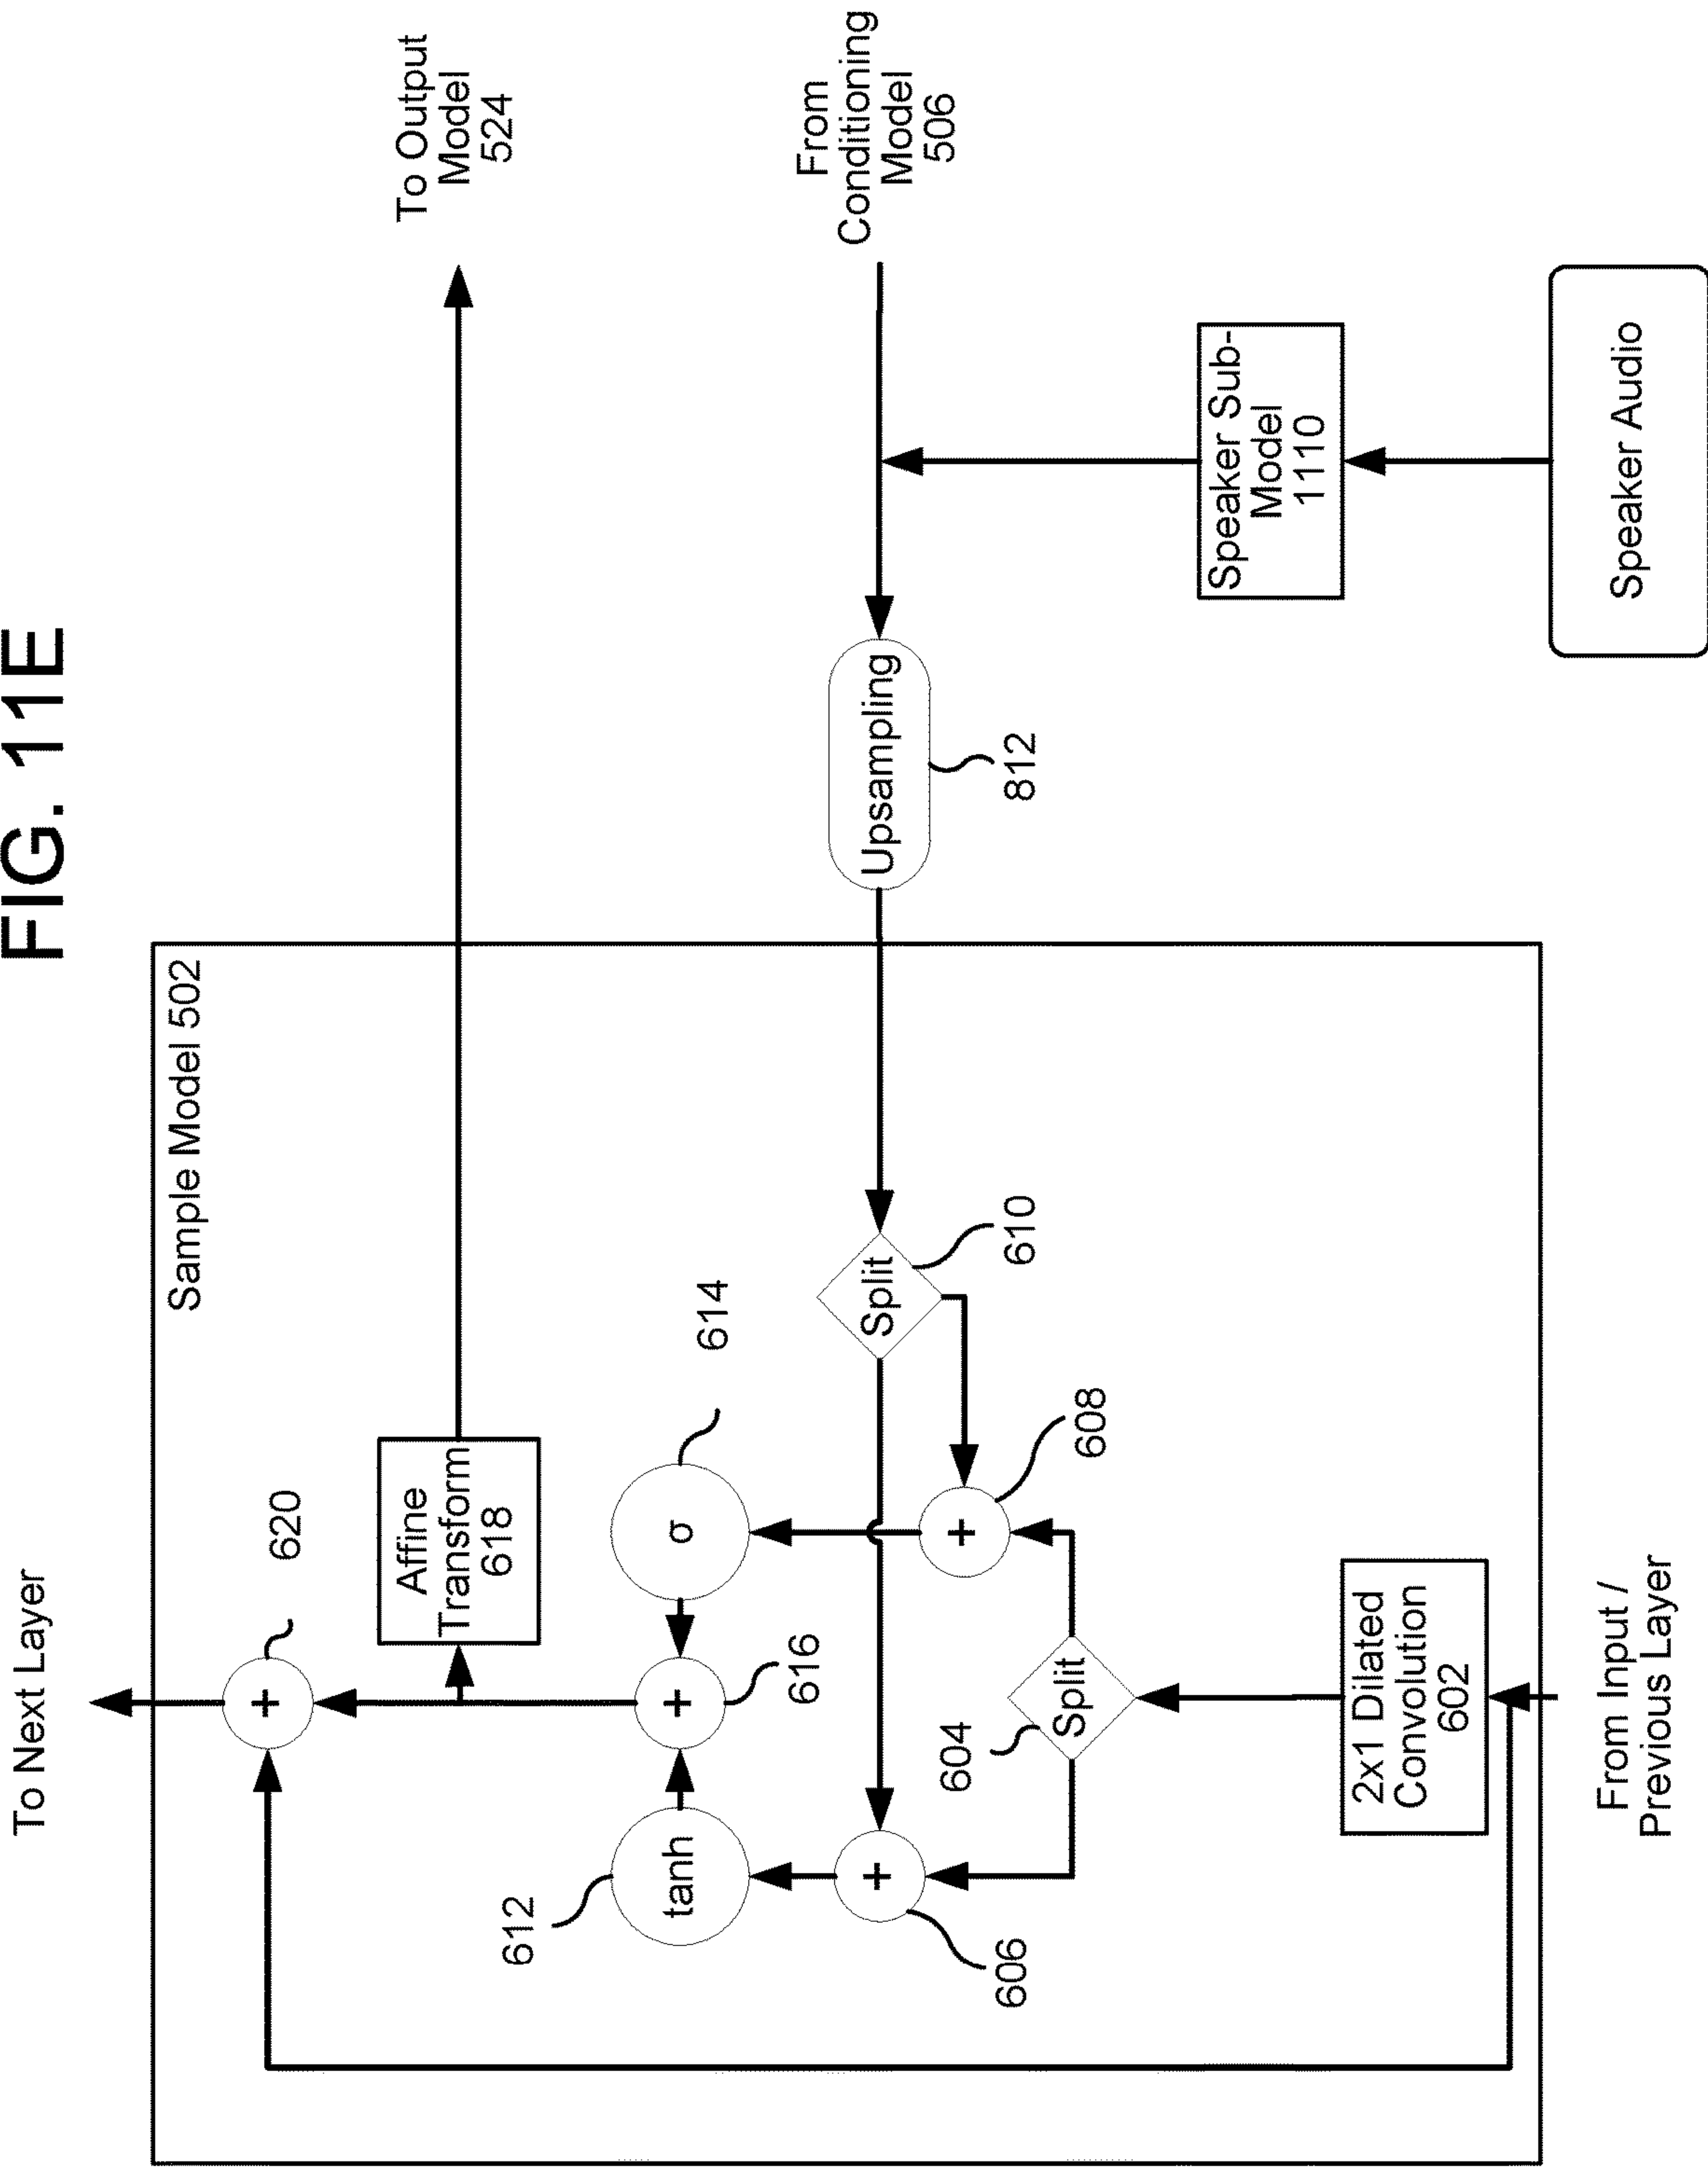 FIG. 11E
To Next Layer
Sample Model 502
620
Affine
Transform
618
To Output
Model
524
614
σ
tanh
612
+
616
+
+
606
+
608
Split
610
Split
604
Upsampling
812
From
Conditioning
Model
506
Speaker Sub-
Model
1110
2x1 Dilated
Convolution
602
From Input /
Previous Layer
Speaker Audio